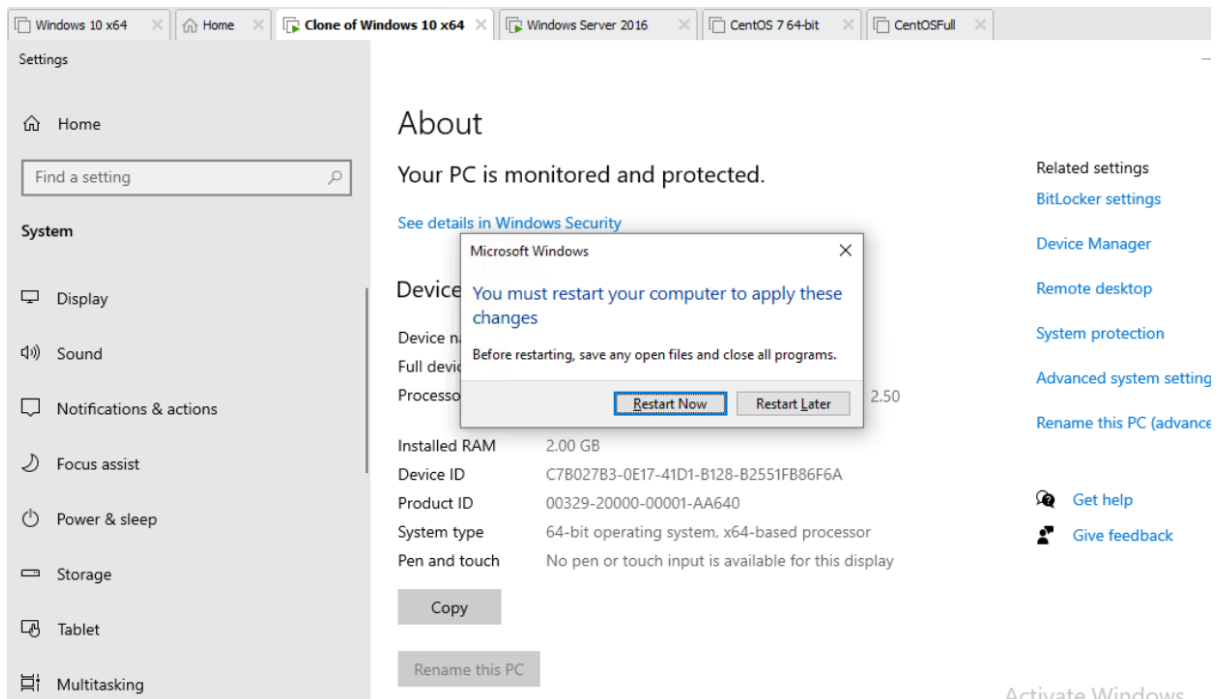 Windows 10 x64 Home Clone of Windows 10 x64 Windows Server 2016 CentOS 7 64-bit CentOSFull
Settings
Home
Find a setting
System
Display
Sound
Notifications & actions
Focus assist
Power & sleep
Storage
Tablet
Multitasking
About
Your PC is monitored and protected.
See details in Windows Security
Device
Device n
Full devic
Processo 2.50
Installed RAM 2.00 GB
Device ID C7B027B3-0E17-41D1-B128-B2551FB86F6A
Product ID 00329-20000-00001-AA640
System type 64-bit operating system, x64-based processor
Pen and touch No pen or touch input is available for this display
Copy
Rename this PC
Microsoft Windows
You must restart your computer to apply these
changes
Before restarting, save any open files and close all programs.
Restart Now Restart Later
Related settings
BitLocker settings
Device Manager
Remote desktop
System protection
Advanced system setting
Rename this PC (advance
Get help
Give feedback
Activate Windows